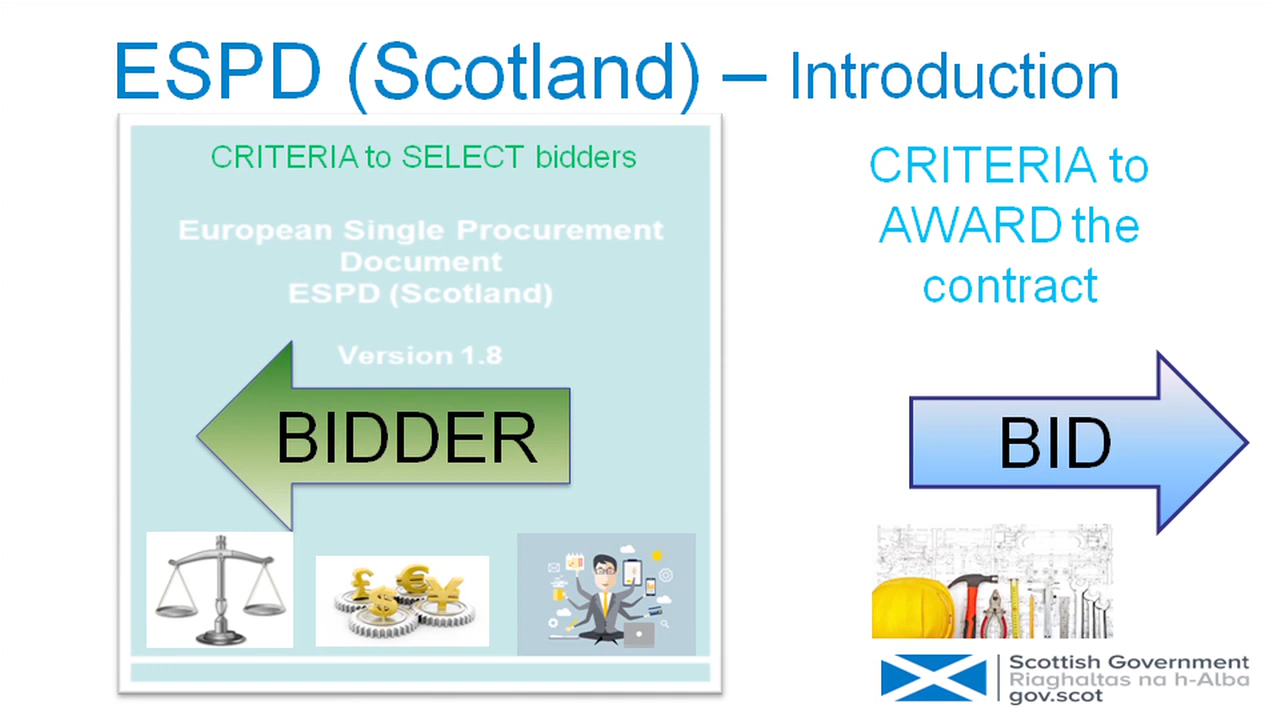 ESPD (Scotland) – Introduction
CRITERIA to SELECT bidders
European Single Procurement
Document
ESPD (Scotland)
Version 1.8
BIDDER
CRITERIA to
AWARD the
contract
BID
Scottish Government
Riaghaltas na h-Alba
gov.scot